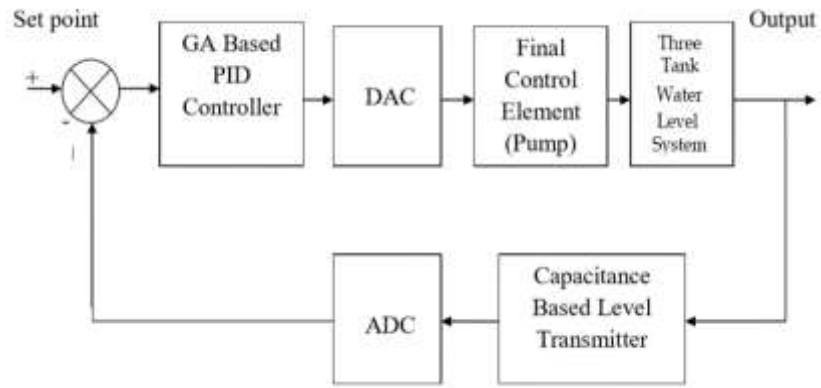 Set point
Output
+
-
GA Based
PID
Controller
DAC
Final
Control
Element
(Pump)
Three
Tank
Water
Level
System
ADC
Capacitance
Based Level
Transmitter